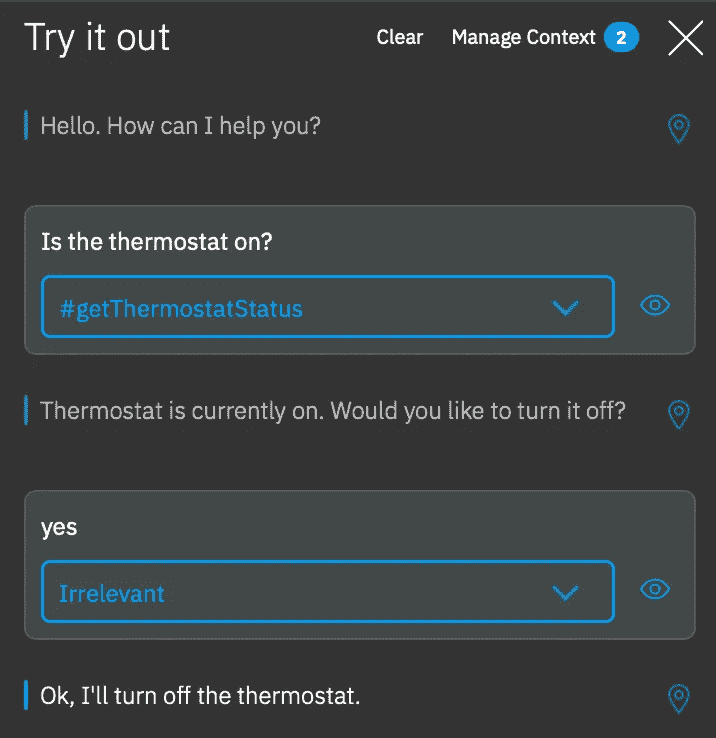 Try it out
Clear
Manage Context 2
Hello. How can I help you?
Is the thermostat on?
#getThermostatStatus
Thermostat is currently on. Would you like to turn it off?
yes
Irrelevant
Ok, I'll turn off the thermostat.